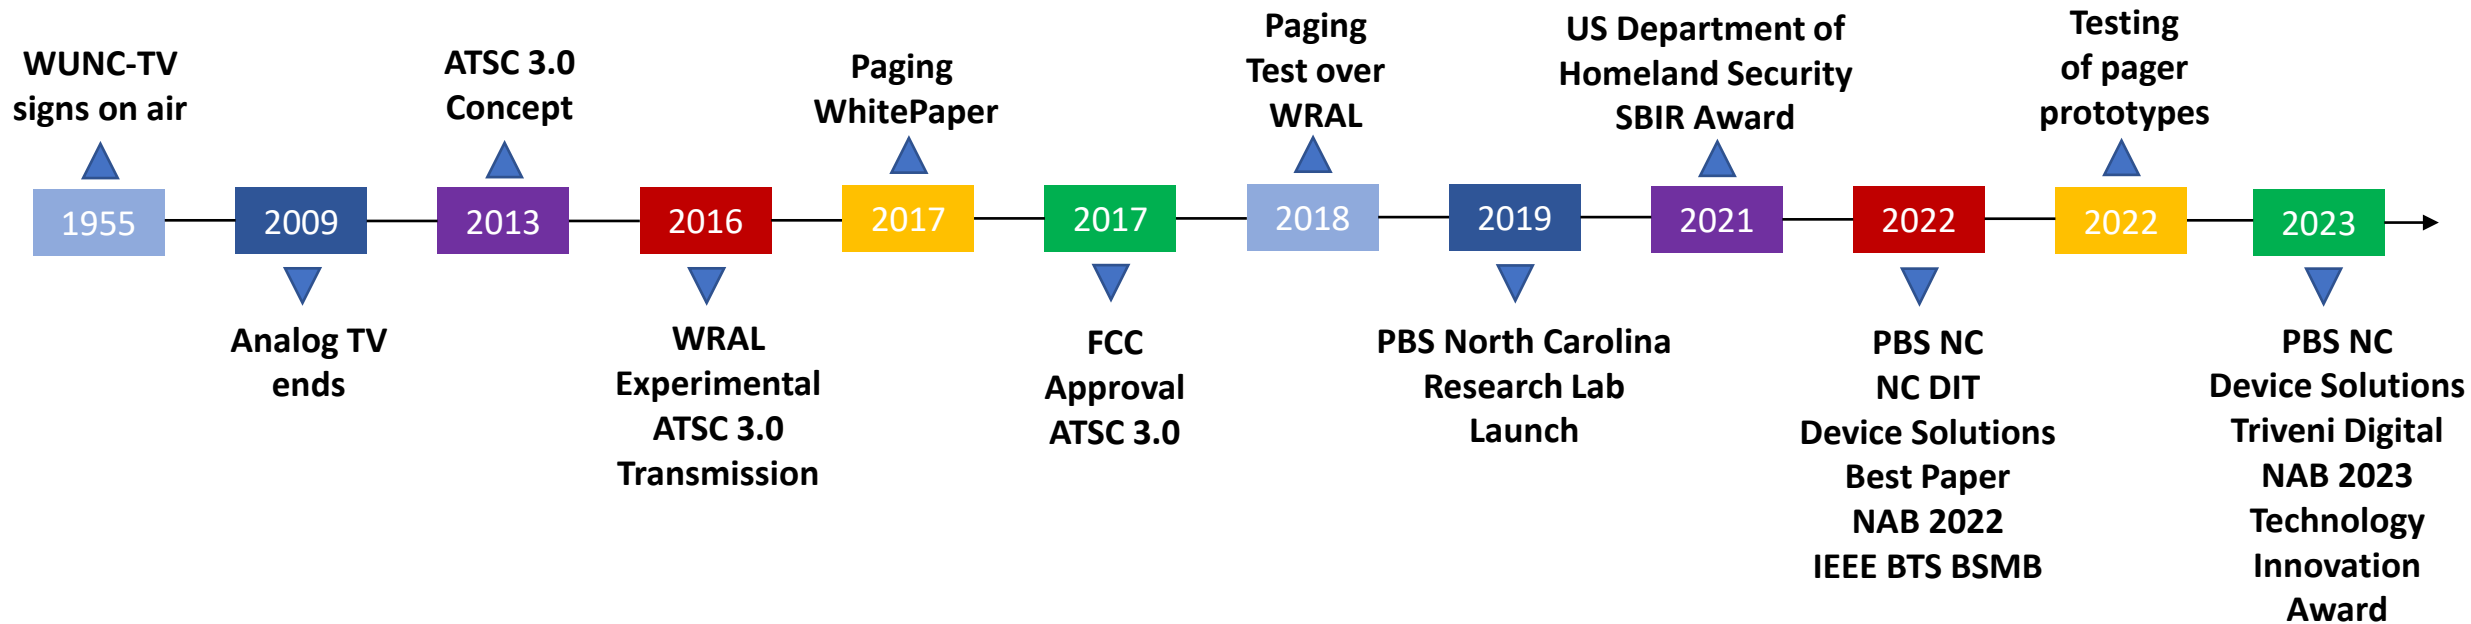 WUNC-TV
signs on air
1955
2009
Analog TV
ends
ATSC 3.0
Concept
2013
2016
WRAL
Experimental
ATSC 3.0
Transmission
Paging
WhitePaper
2017
2017
FCC
Approval
ATSC 3.0
Paging
Test over
WRAL
2018
2019
PBS North Carolina
Research Lab
Launch
US Department of
Homeland Security
SBIR Award
2021
2022
PBS NC
NC DIT
Device Solutions
Best Paper
NAB 2022
IEEE BTS BSMB
Testing
of pager
prototypes
2022
2023
PBS NC
Device Solutions
Triveni Digital
NAB 2023
Technology
Innovation
Award